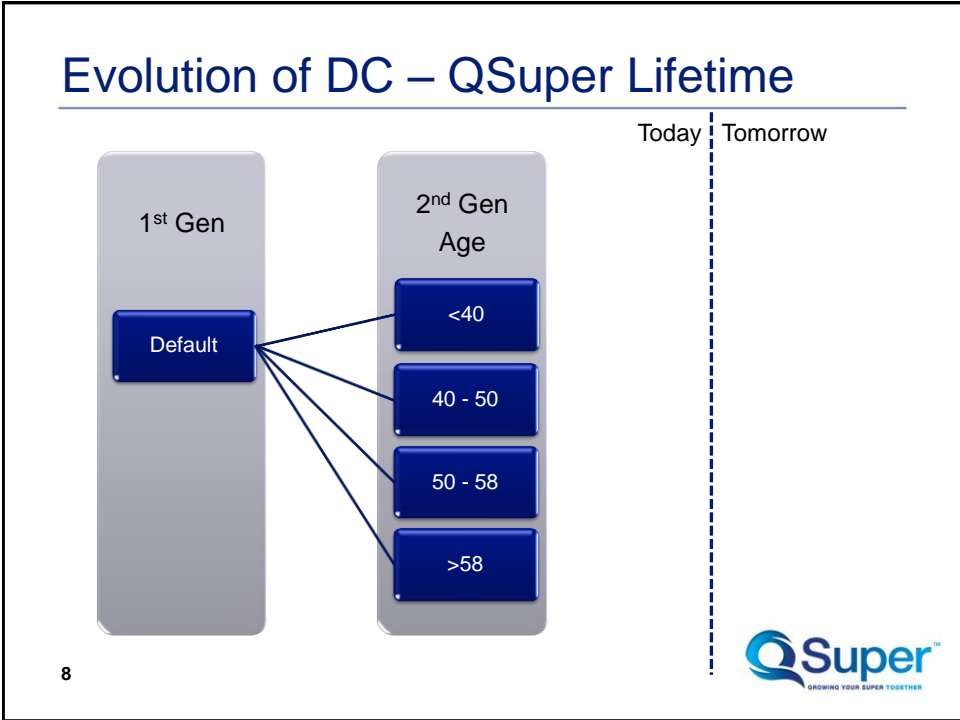 Evolution of DC – QSuper Lifetime
Today
Tomorrow
1st Gen
Default
2nd Gen
Age
<40
40 - 50
50 - 58
>58
8
QSuper™
GROWING YOUR SUPER TOGETHER